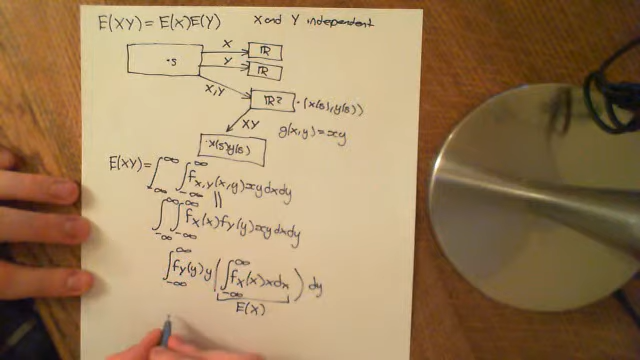 E(XY) = E(X)E(Y) X and Y independent
X
ℝ
Y
ℝ
·s
X,Y
ℝ² ·(X(s),Y(s))
XY
g(x,y)=xy
·X(s)Y(s)
E(XY) = ∫_{-∞}^{∞} ∫_{-∞}^{∞} f_{X,Y}(x,y)xy dx dy
||
∫_{-∞}^{∞} ∫_{-∞}^{∞} f_X(x)f_Y(y)xy dx dy
∫_{-∞}^{∞} f_Y(y)y ( ∫_{-∞}^{∞} f_X(x)x dx ) dy
E(X)